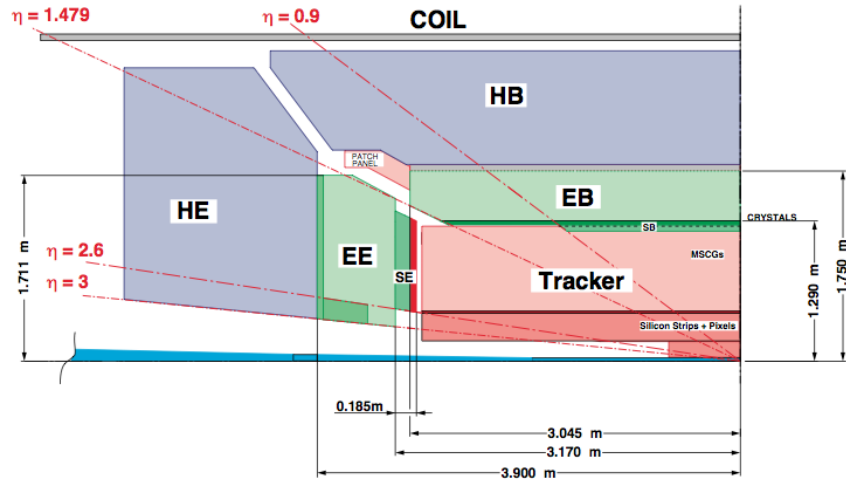 η = 1.479
η = 0.9
COIL
HB
PATCH
PANEL
HE
EB
CRYSTALS
SB
η = 2.6
EE
SE
MSCGs
η = 3
Tracker
Silicon Strips + Pixels
1.711 m
1.290 m
1.750 m
0.185m
3.045 m
3.170 m
3.900 m